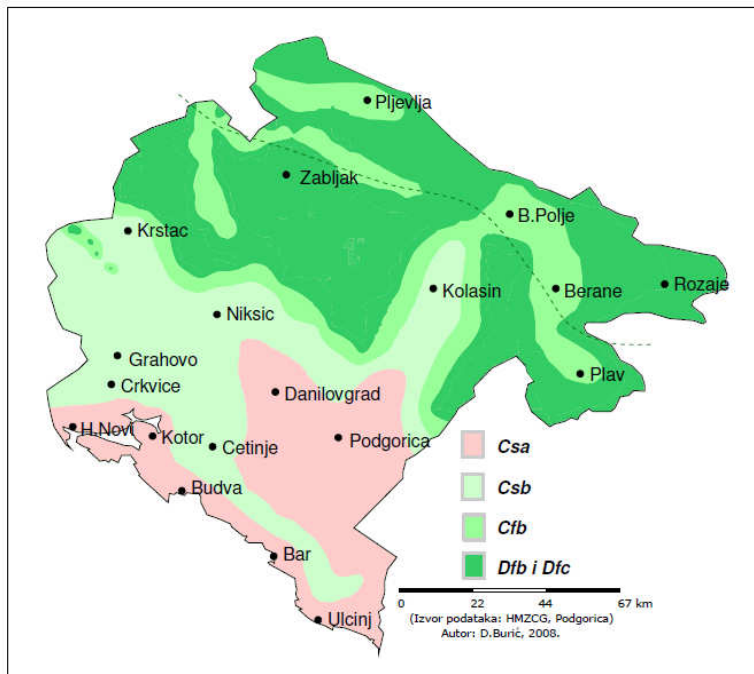 Pljevlja
Zabljak
B.Polje
Krstac
Kolasin
Berane
Rozaje
Niksic
Grahovo
Crkvice
Danilovgrad
Plav
H.Novi
Kotor
Cetinje
Podgorica
Budva
Bar
Ulcinj
Csa
Csb
Cfb
Dfb i Dfc
0 22 44 67 km
(Izvor podataka: HMZCG, Podgorica)
Autor: D.Burić, 2008.